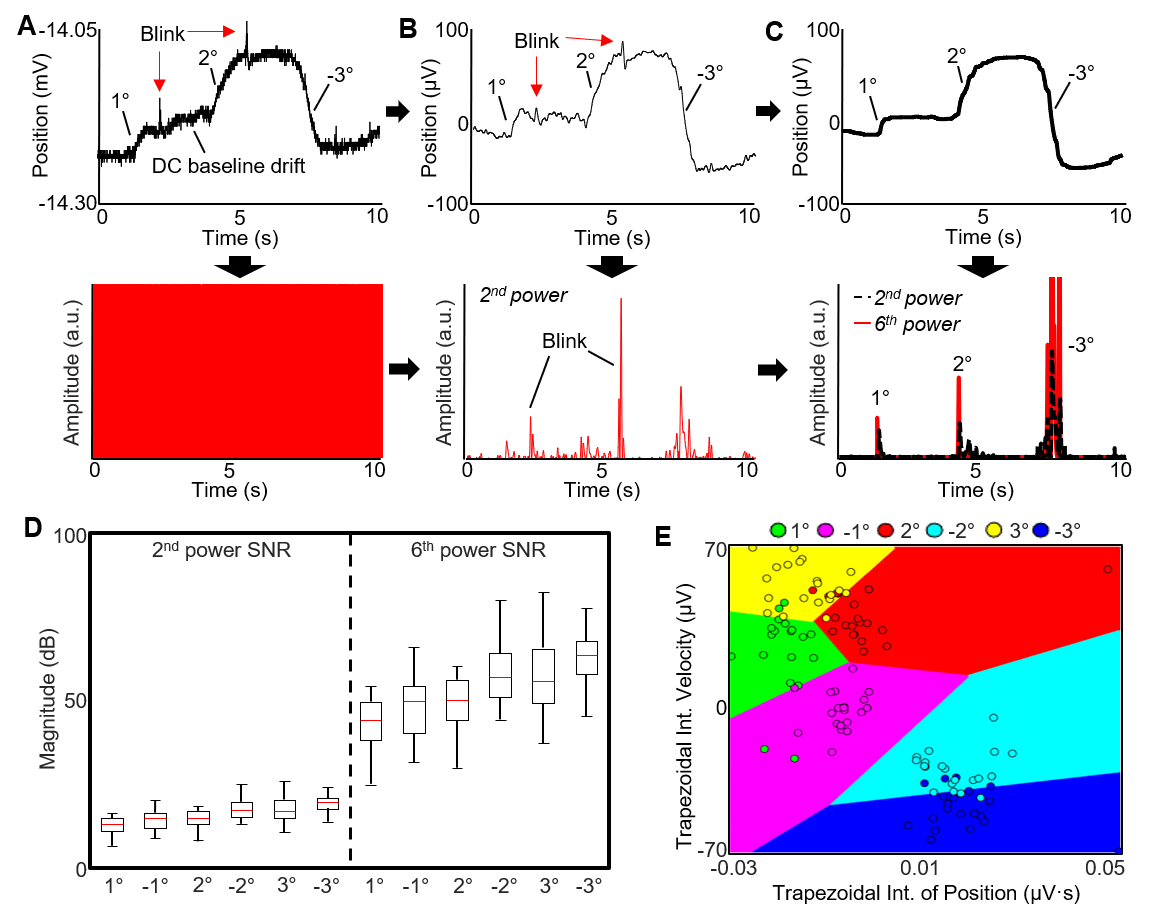 A
-14.05
Position (mV)
-14.30
Blink
1°
2°
-3°
DC baseline drift
0
5
10
Time (s)
B
100
Position (µV)
0
-100
Blink
1°
2°
-3°
0
5
10
Time (s)
C
100
Position (µV)
0
-100
1°
2°
-3°
0
5
10
Time (s)
Amplitude (a.u.)
0
5
10
Time (s)
Amplitude (a.u.)
2nd power
Blink
0
5
10
Time (s)
Amplitude (a.u.)
2nd power
6th power
1°
2°
-3°
0
5
10
Time (s)
D
100
50
0
Magnitude (dB)
2nd power SNR
6th power SNR
1° -1° 2° -2° 3° -3° 1° -1° 2° -2° 3° -3°
E
1° -1° 2° -2° 3° -3°
70
0
-70
Trapezoidal Int. Velocity (µV)
-0.03
0.01
0.05
Trapezoidal Int. of Position (µV·s)